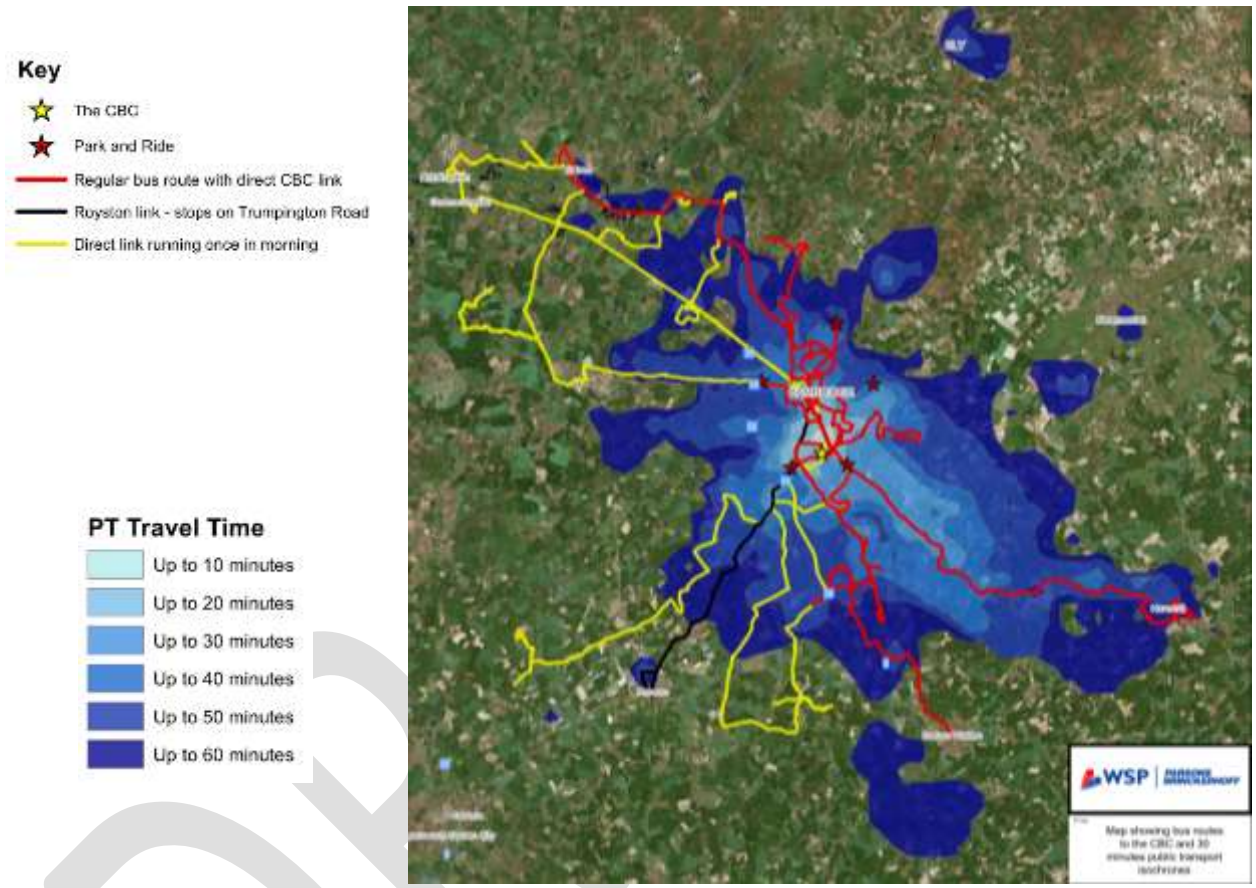 Key
The CBC
Park and Ride
Regular bus route with direct CBC link
Royston link - stops on Trumpington Road
Direct link running once in morning
PT Travel Time
Up to 10 minutes
Up to 20 minutes
Up to 30 minutes
Up to 40 minutes
Up to 50 minutes
Up to 60 minutes
ELY
WSP | PARSONS BRINCKERHOFF
Map showing bus routes
to the CBC and 30
minutes public transport
isochrones